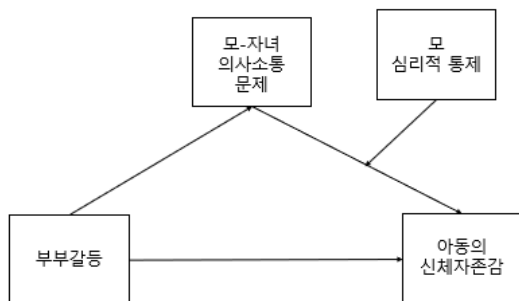 모-자녀
의사소통
문제
모
심리적 통제
부부갈등
아동의
신체자존감